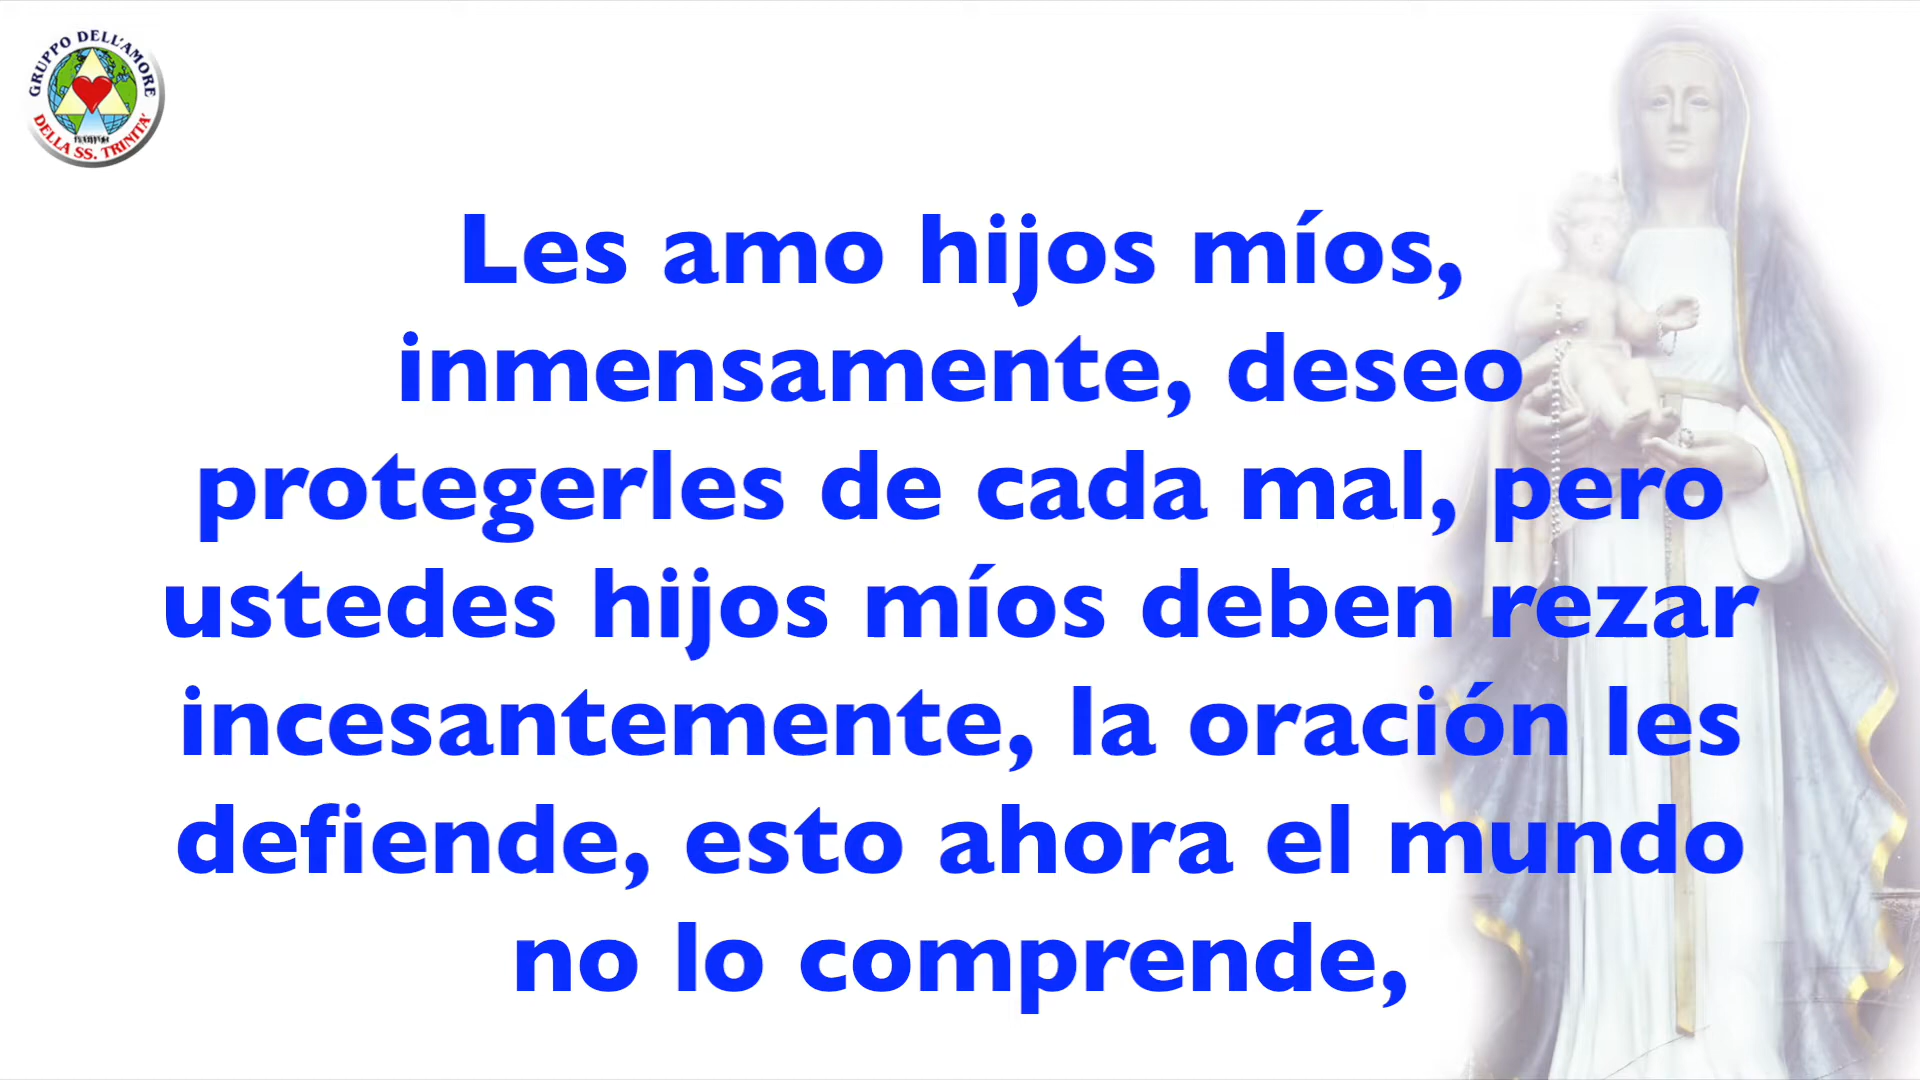 GRUPPO DELL'AMORE
DELLA SS. TRINITA'
Les amo hijos míos,
inmensamente, deseo
protegerles de cada mal, pero
ustedes hijos míos deben rezar
incesantemente, la oración les
defiende, esto ahora el mundo
no lo comprende,